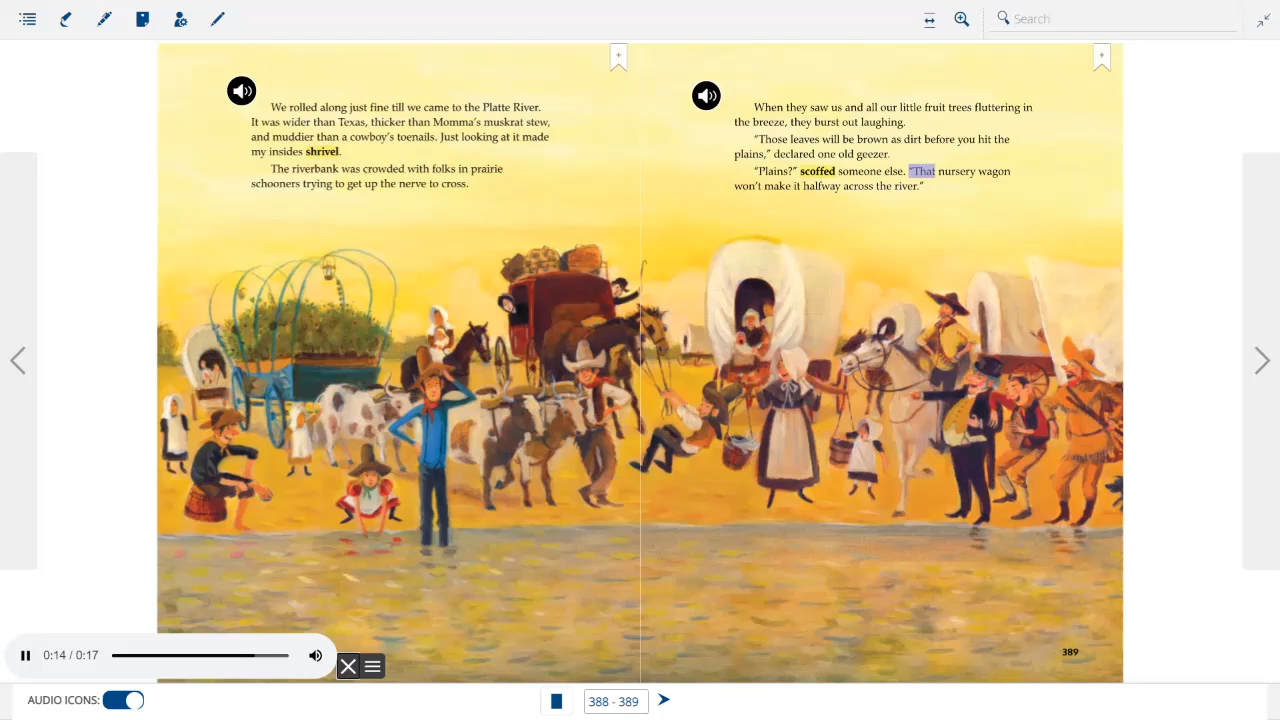 Search
We rolled along just fine till we came to the Platte River.
It was wider than Texas, thicker than Momma's muskrat stew,
and muddier than a cowboy's toenails. Just looking at it made
my insides shrivel.
The riverbank was crowded with folks in prairie
schooners trying to get up the nerve to cross.
When they saw us and all our little fruit trees fluttering in
the breeze, they burst out laughing.
“Those leaves will be brown as dirt before you hit the
plains,” declared one old geezer.
“Plains?” scoffed someone else. “That nursery wagon
won't make it halfway across the river.”
389
0:14 / 0:17
AUDIO ICONS:
388 - 389